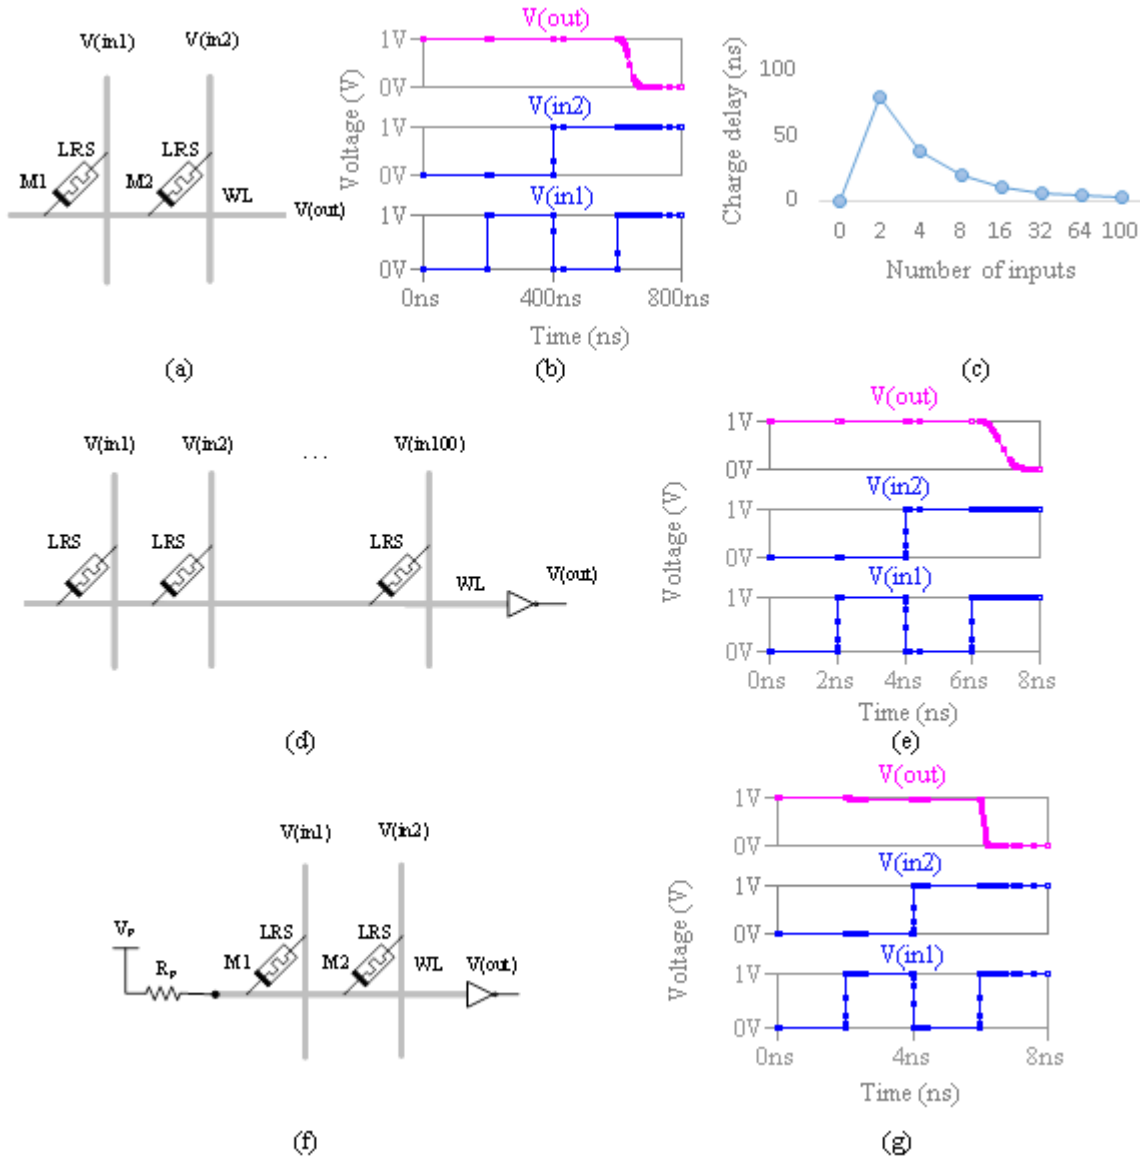 V(in1) V(in2)
LRS LRS
M1 M2 WL
V(out)
(a)
V(out)
1V
0V
V(in2)
1V
0V
V(in1)
1V
0V
Voltage (V)
0ns 400ns 800ns
Time (ns)
(b)
Charge delay (ns)
100
50
0
0 2 4 8 16 32 64 100
Number of inputs
(c)
V(in1) V(in2) ... V(in100)
LRS LRS LRS
WL V(out)
(d)
V(out)
1V
0V
V(in2)
1V
0V
V(in1)
1V
0V
Voltage (V)
0ns 2ns 4ns 6ns 8ns
Time (ns)
(e)
V(in1) V(in2)
VP
RP
LRS LRS
M1 M2 WL V(out)
(f)
V(out)
1V
0V
V(in2)
1V
0V
V(in1)
1V
0V
Voltage (V)
0ns 4ns 8ns
Time (ns)
(g)